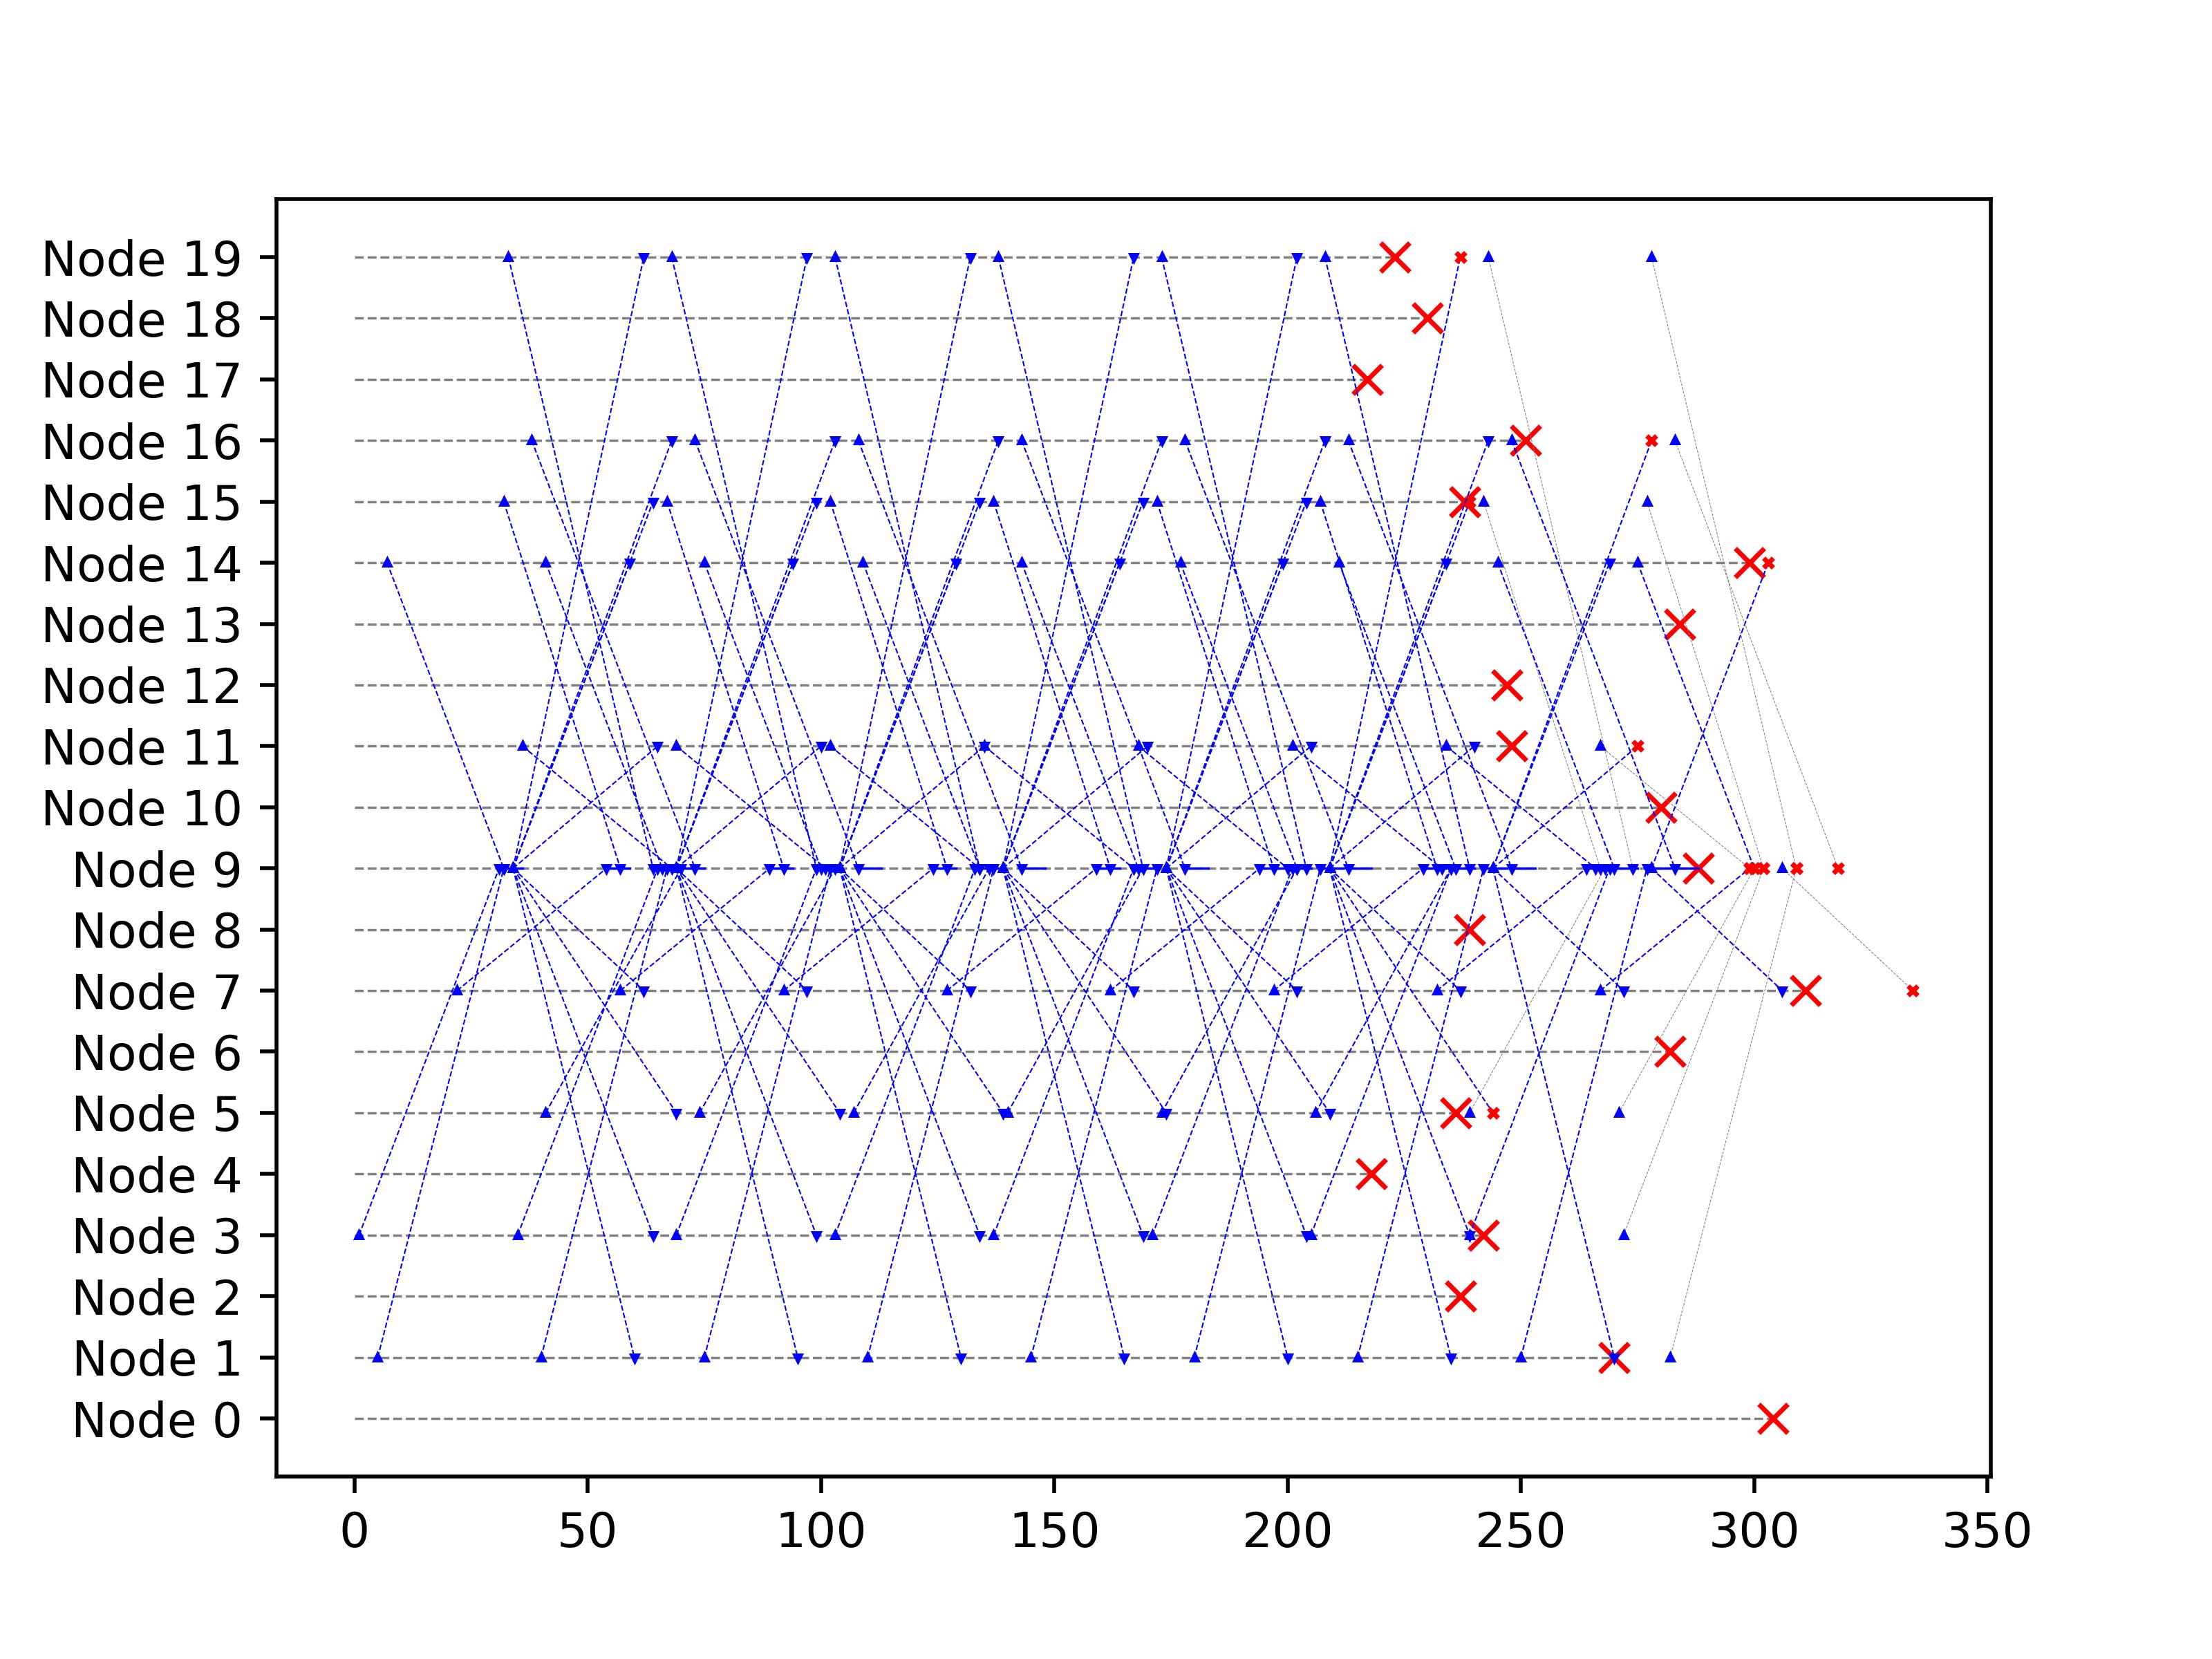 Node 19
Node 18
Node 17
Node 16
Node 15
Node 14
Node 13
Node 12
Node 11
Node 10
Node 9
Node 8
Node 7
Node 6
Node 5
Node 4
Node 3
Node 2
Node 1
Node 0
0 50 100 150 200 250 300 350